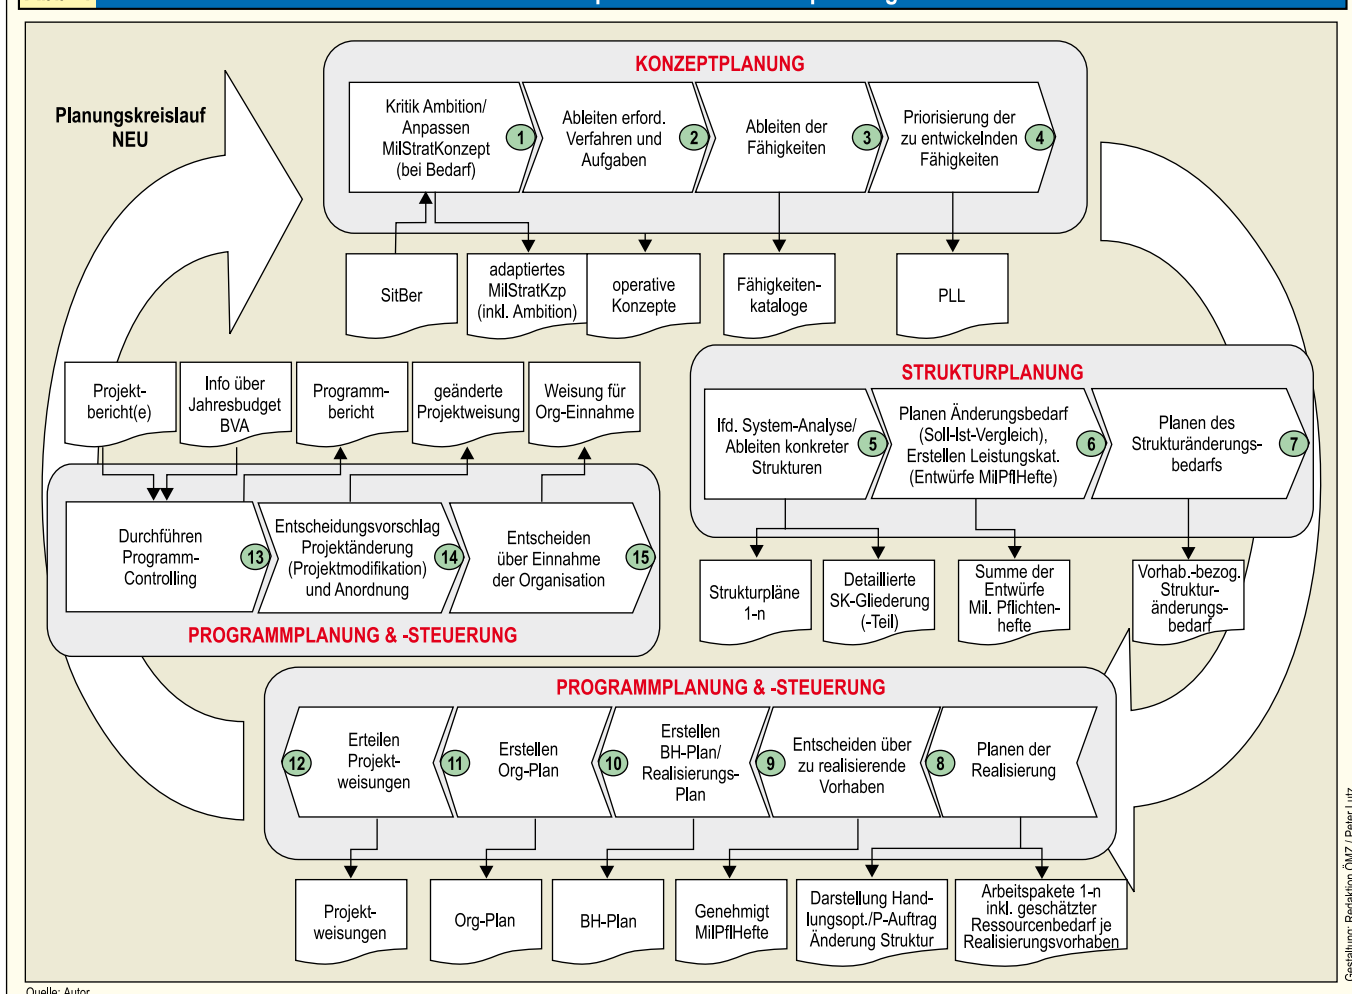 Planungskreislauf
NEU
KONZEPTPLANUNG
Kritik Ambition/
Anpassen
MilStratKonzept
(bei Bedarf)
1
Ableiten erford.
Verfahren und
Aufgaben
2
Ableiten der
Fähigkeiten
3
Priorisierung der
zu entwickelnden
Fähigkeiten
4
SitBer
adaptiertes
MilStratKzp
(inkl. Ambition)
operative
Konzepte
Fähigkeiten-
kataloge
PLL
STRUKTURPLANUNG
lfd. System-Analyse/
Ableiten konkreter
Strukturen
5
Planen Änderungsbedarf
(Soll-Ist-Vergleich),
Erstellen Leistungskat.
(Entwürfe MilPflHefte)
6
Planen des
Strukturänderungs-
bedarfs
7
Strukturpläne
1-n
Detaillierte
SK-Gliederung
(-Teil)
Summe der
Entwürfe
Mil. Pflichten-
hefte
Vorhab.-bezog.
Struktur-
änderungs-
bedarf
Projekt-
bericht(e)
Info über
Jahresbudget
BVA
Programm-
bericht
geänderte
Projektweisung
Weisung für
Org-Einnahme
Durchführen
Programm-
Controlling
13
Entscheidungsvorschlag
Projektänderung
(Projektmodifikation)
und Anordnung
14
Entscheiden
über Einnahme
der Organisation
15
PROGRAMMPLANUNG & -STEUERUNG
PROGRAMMPLANUNG & -STEUERUNG
12
Erteilen
Projekt-
weisungen
11
Erstellen
Org-Plan
10
Erstellen
BH-Plan/
Realisierungs-
Plan
9
Entscheiden über
zu realisierende
Vorhaben
8
Planen der
Realisierung
Projekt-
weisungen
Org-Plan
BH-Plan
Genehmigt
MilPflHefte
Darstellung Hand-
lungsopt./P-Auftrag
Änderung Struktur
Arbeitspakete 1-n
inkl. geschätzter
Ressourcenbedarf je
Realisierungsvorhaben
Quelle: Autor
Gestaltung: Redaktion ÖMZ / Peter Lutz